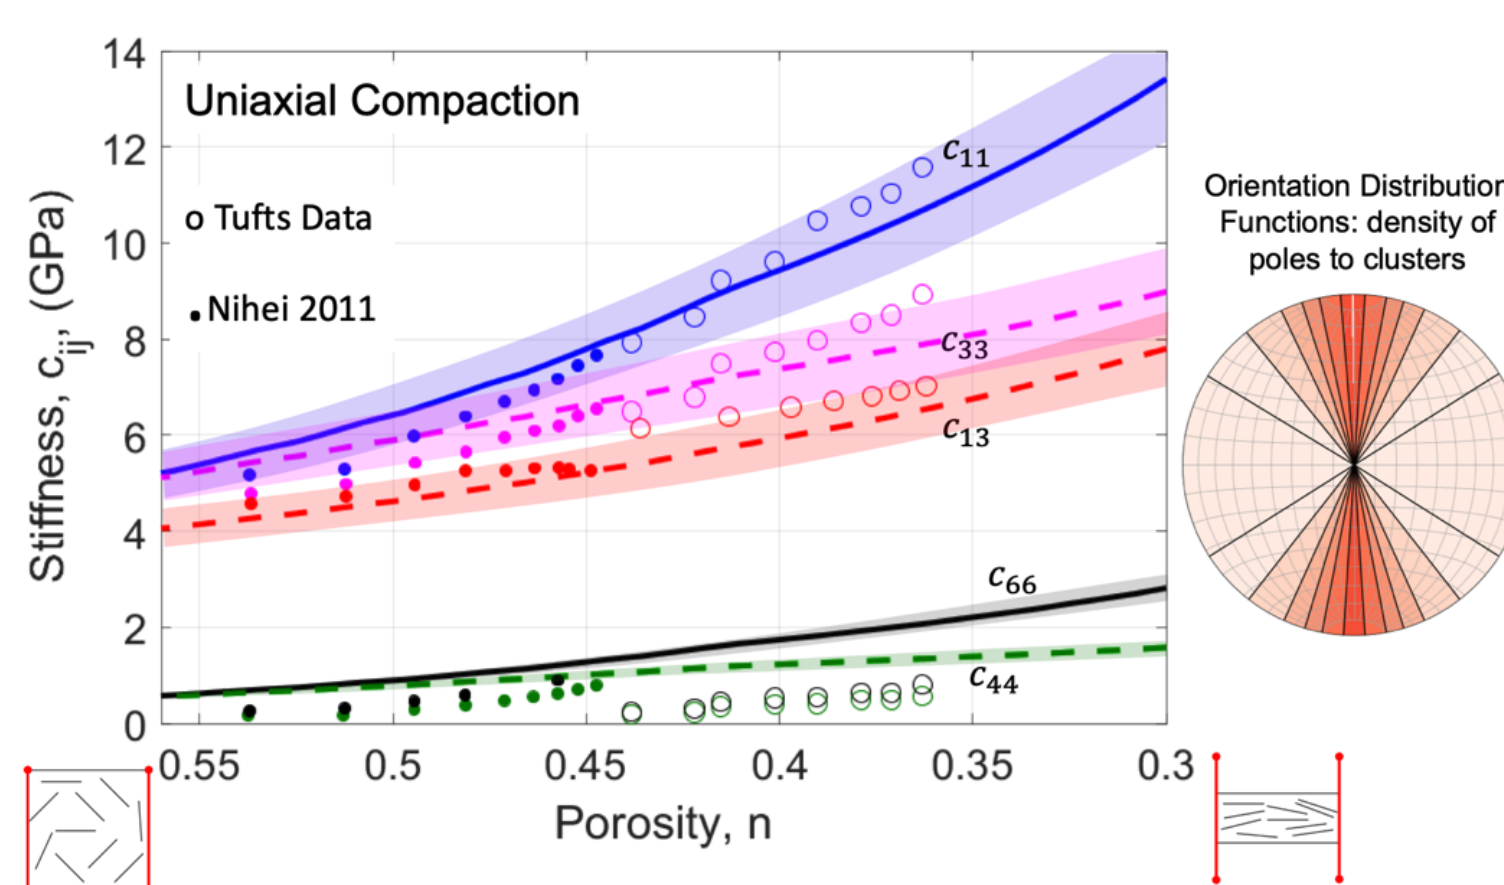 Uniaxial Compaction
o Tufts Data
• Nihei 2011
Stiffness, c_ij, (GPa)
14
12
10
8
6
4
2
0
0.55 0.5 0.45 0.4 0.35 0.3
Porosity, n
c₁₁
c₃₃
c₁₃
c₆₆
c₄₄
Orientation Distribution
Functions: density of
poles to clusters